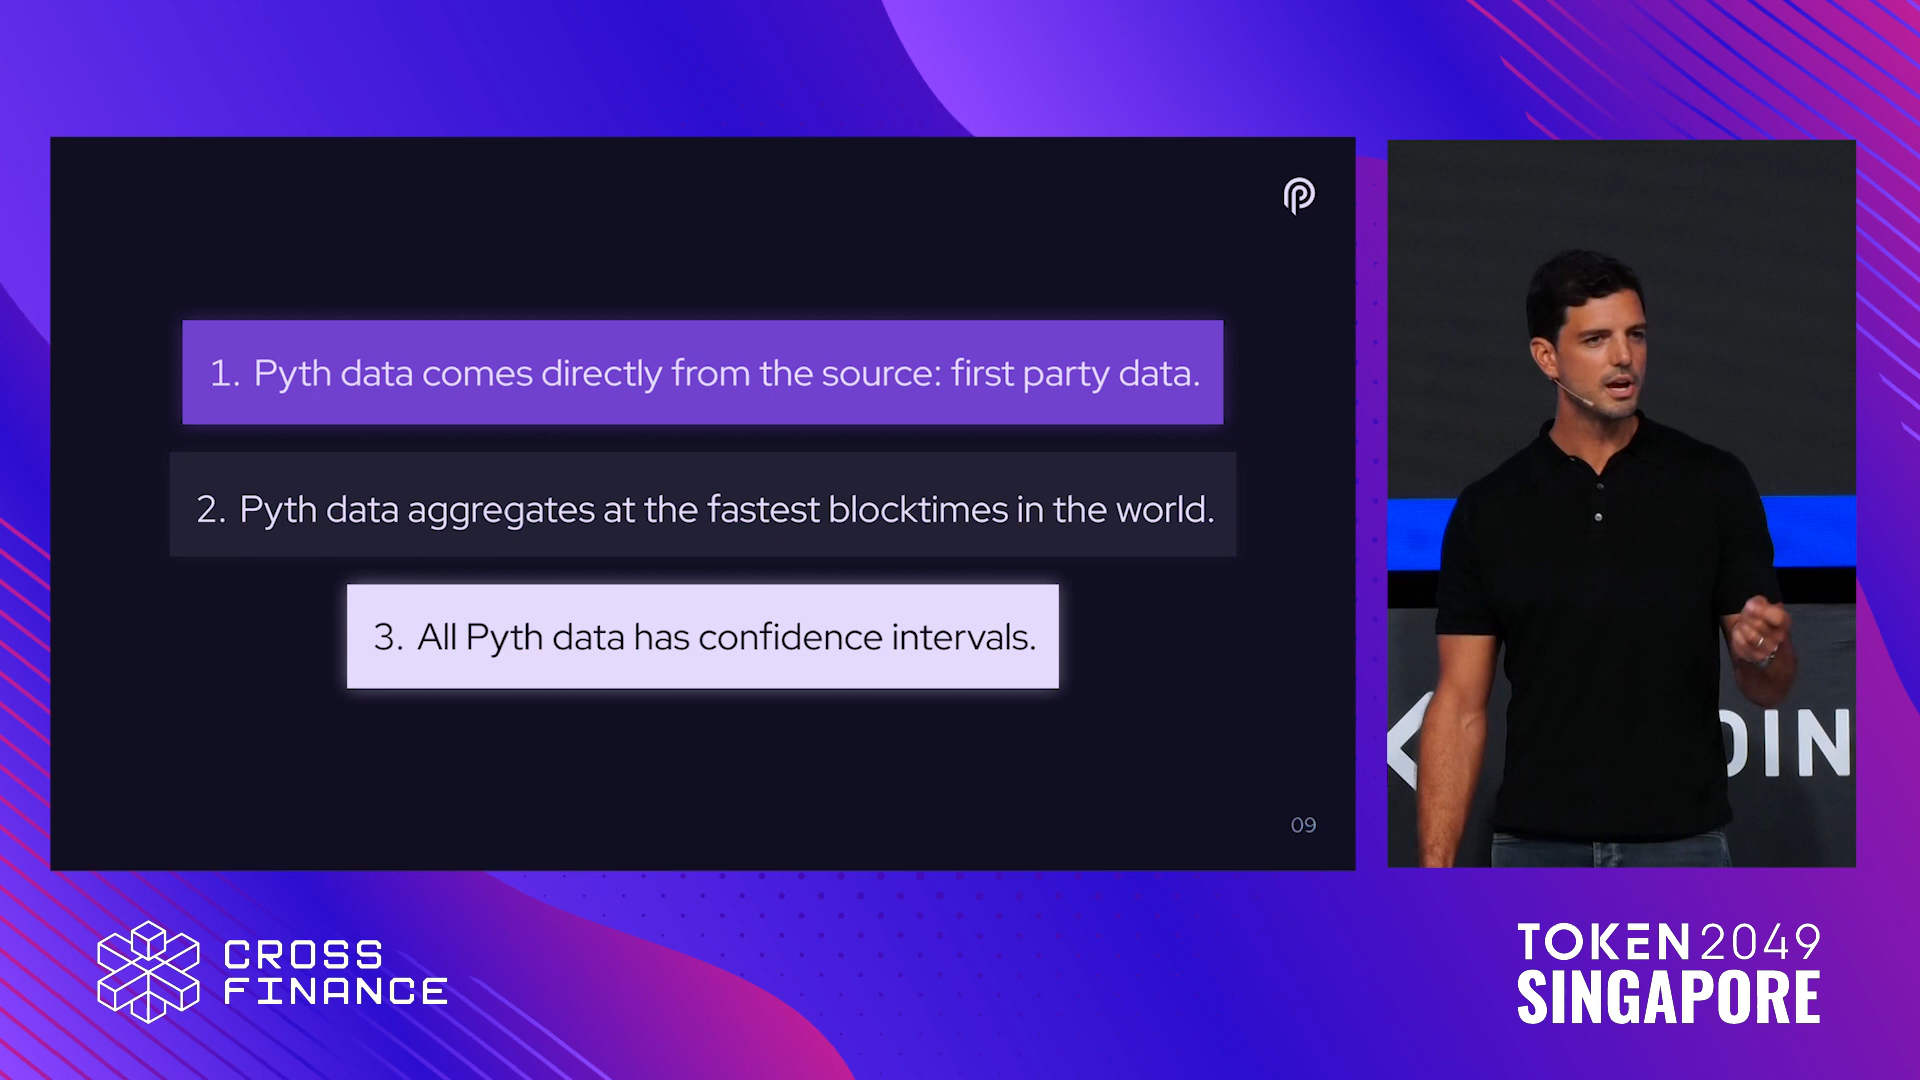 1. Pyth data comes directly from the source: first party data.
2. Pyth data aggregates at the fastest blocktimes in the world.
3. All Pyth data has confidence intervals.
09
OIN
CROSS
FINANCE
TOKEN2049
SINGAPORE